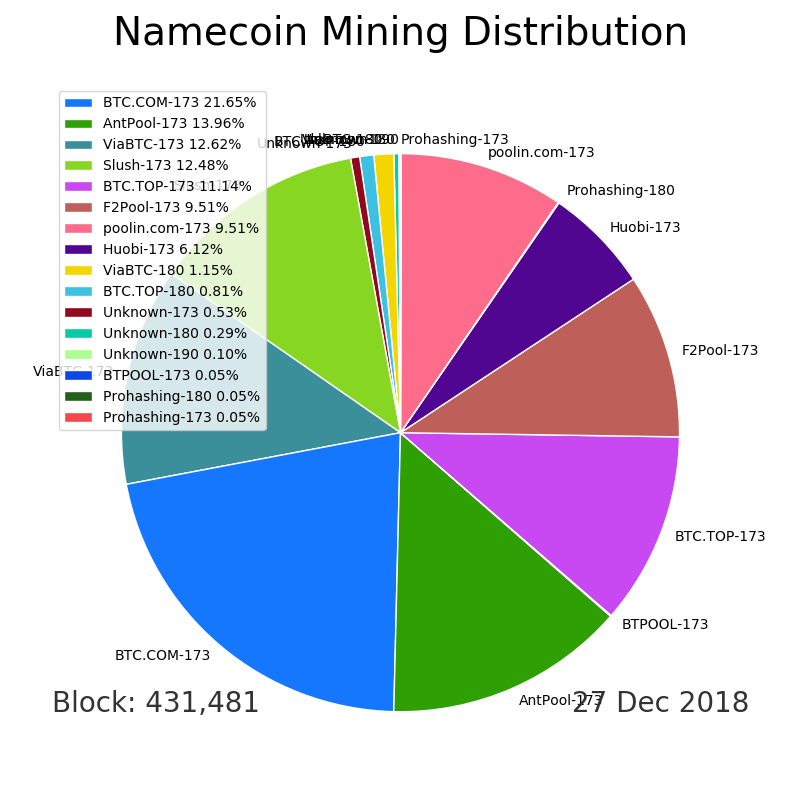 Namecoin Mining Distribution
BTC.COM-173 21.65%
AntPool-173 13.96%
ViaBTC-173 12.62%
Slush-173 12.48%
BTC.TOP-173 11.14%
F2Pool-173 9.51%
poolin.com-173 9.51%
Huobi-173 6.12%
ViaBTC-180 1.15%
BTC.TOP-180 0.81%
Unknown-173 0.53%
Unknown-180 0.29%
Unknown-190 0.10%
BTPOOL-173 0.05%
Prohashing-180 0.05%
Prohashing-173 0.05%
Prohashing-173
poolin.com-173
Prohashing-180
Huobi-173
F2Pool-173
BTC.TOP-173
BTPOOL-173
AntPool-173
BTC.COM-173
ViaBTC-173
Unknown-173
Block: 431,481
27 Dec 2018